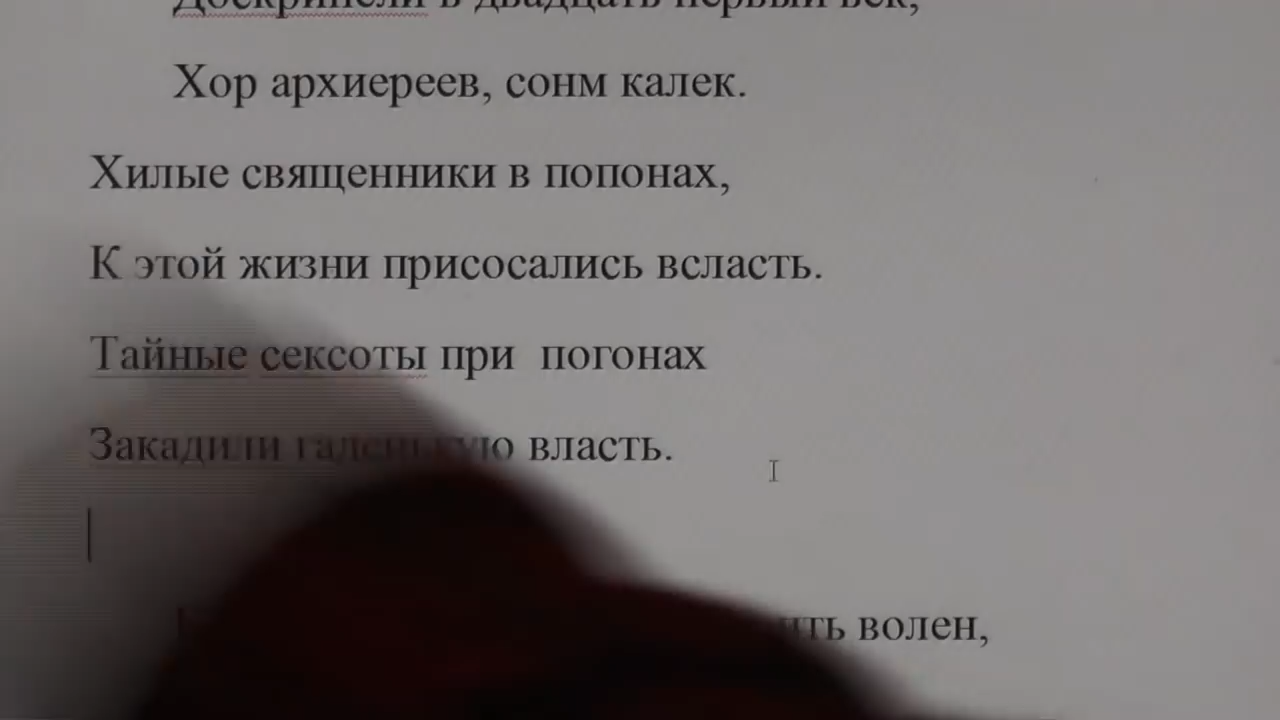 Доскрипели в двадцать первый век,
Хор архиереев, сонм калек.
Хилые священники в попонах,
К этой жизни присосались всласть.
Тайные сексоты при погонах
Закадили гаденькую власть.
волен,